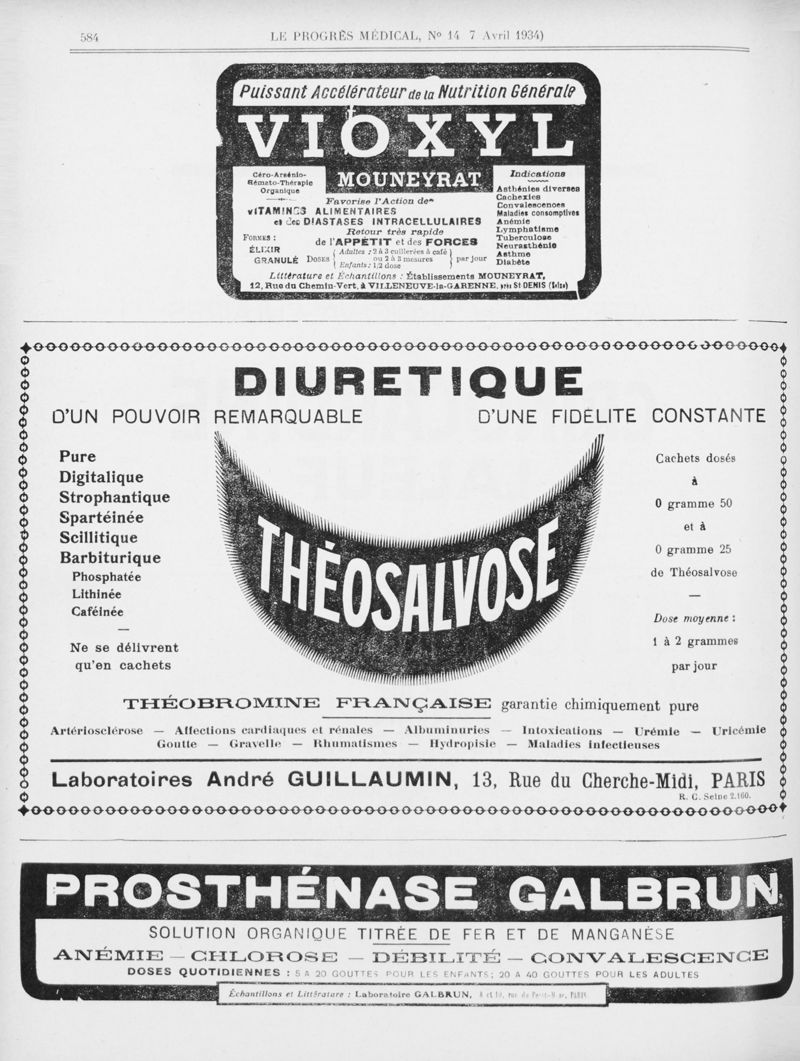 584
LE PROGRÈS MÉDICAL, Nº 14 7 Avril 1934)
Puissant Accélérateur de la Nutrition Générale
VIOXYL
MOUNEYRAT
Céro-Arsénio-
Hémato-Thérapie
Organique
Favorise l'Action des
VITAMINES ALIMENTAIRES
et des DIASTASES INTRACELLULAIRES
Retour très rapide
de l'APPÉTIT et des FORCES
FORMES :
ÉLIXIR
GRANULÉ
DOSES
Adultes : 2 à 3 cuillerées à café
ou 2 à 3 mesures
Enfants : 1/2 dose
par jour
Indications
Asthénies diverses
Cachexies
Convalescences
Maladies consomptives
Anémie
Lymphatisme
Tuberculose
Neurasthénie
Asthme
Diabète
Littérature et Échantillons : Établissements MOUNEYRAT,
12, Rue du Chemin-Vert, à VILLENEUVE-la-GARENNE, près St-DENIS (Seine)
DIURETIQUE
D'UN POUVOIR REMARQUABLE
D'UNE FIDELITE CONSTANTE
Pure
Digitalique
Strophantique
Spartéinée
Scillitique
Barbiturique
Phosphatée
Lithinée
Caféinée
Ne se délivrent
qu'en cachets
THÉOSALVOSE
Cachets dosés
à
0 gramme 50
et à
0 gramme 25
de Théosalvose
Dose moyenne :
1 à 2 grammes
par jour
THÉOBROMINE FRANÇAISE garantie chimiquement pure
Artériosclérose — Affections cardiaques et rénales — Albuminuries — Intoxications — Urémie — Uricémie
Goutte — Gravelle — Rhumatismes — Hydropisie — Maladies infectieuses
Laboratoires André GUILLAUMIN, 13, Rue du Cherche-Midi, PARIS
R. C. Seine 2.160.
PROSTHÉNASE GALBRUN
SOLUTION ORGANIQUE TITRÉE DE FER ET DE MANGANÈSE
ANÉMIE — CHLOROSE — DÉBILITÉ — CONVALESCENCE
DOSES QUOTIDIENNES : 5 A 20 GOUTTES POUR LES ENFANTS; 20 A 40 GOUTTES POUR LES ADULTES
Échantillons et Littérature : Laboratoire GALBRUN, rue du PARIS